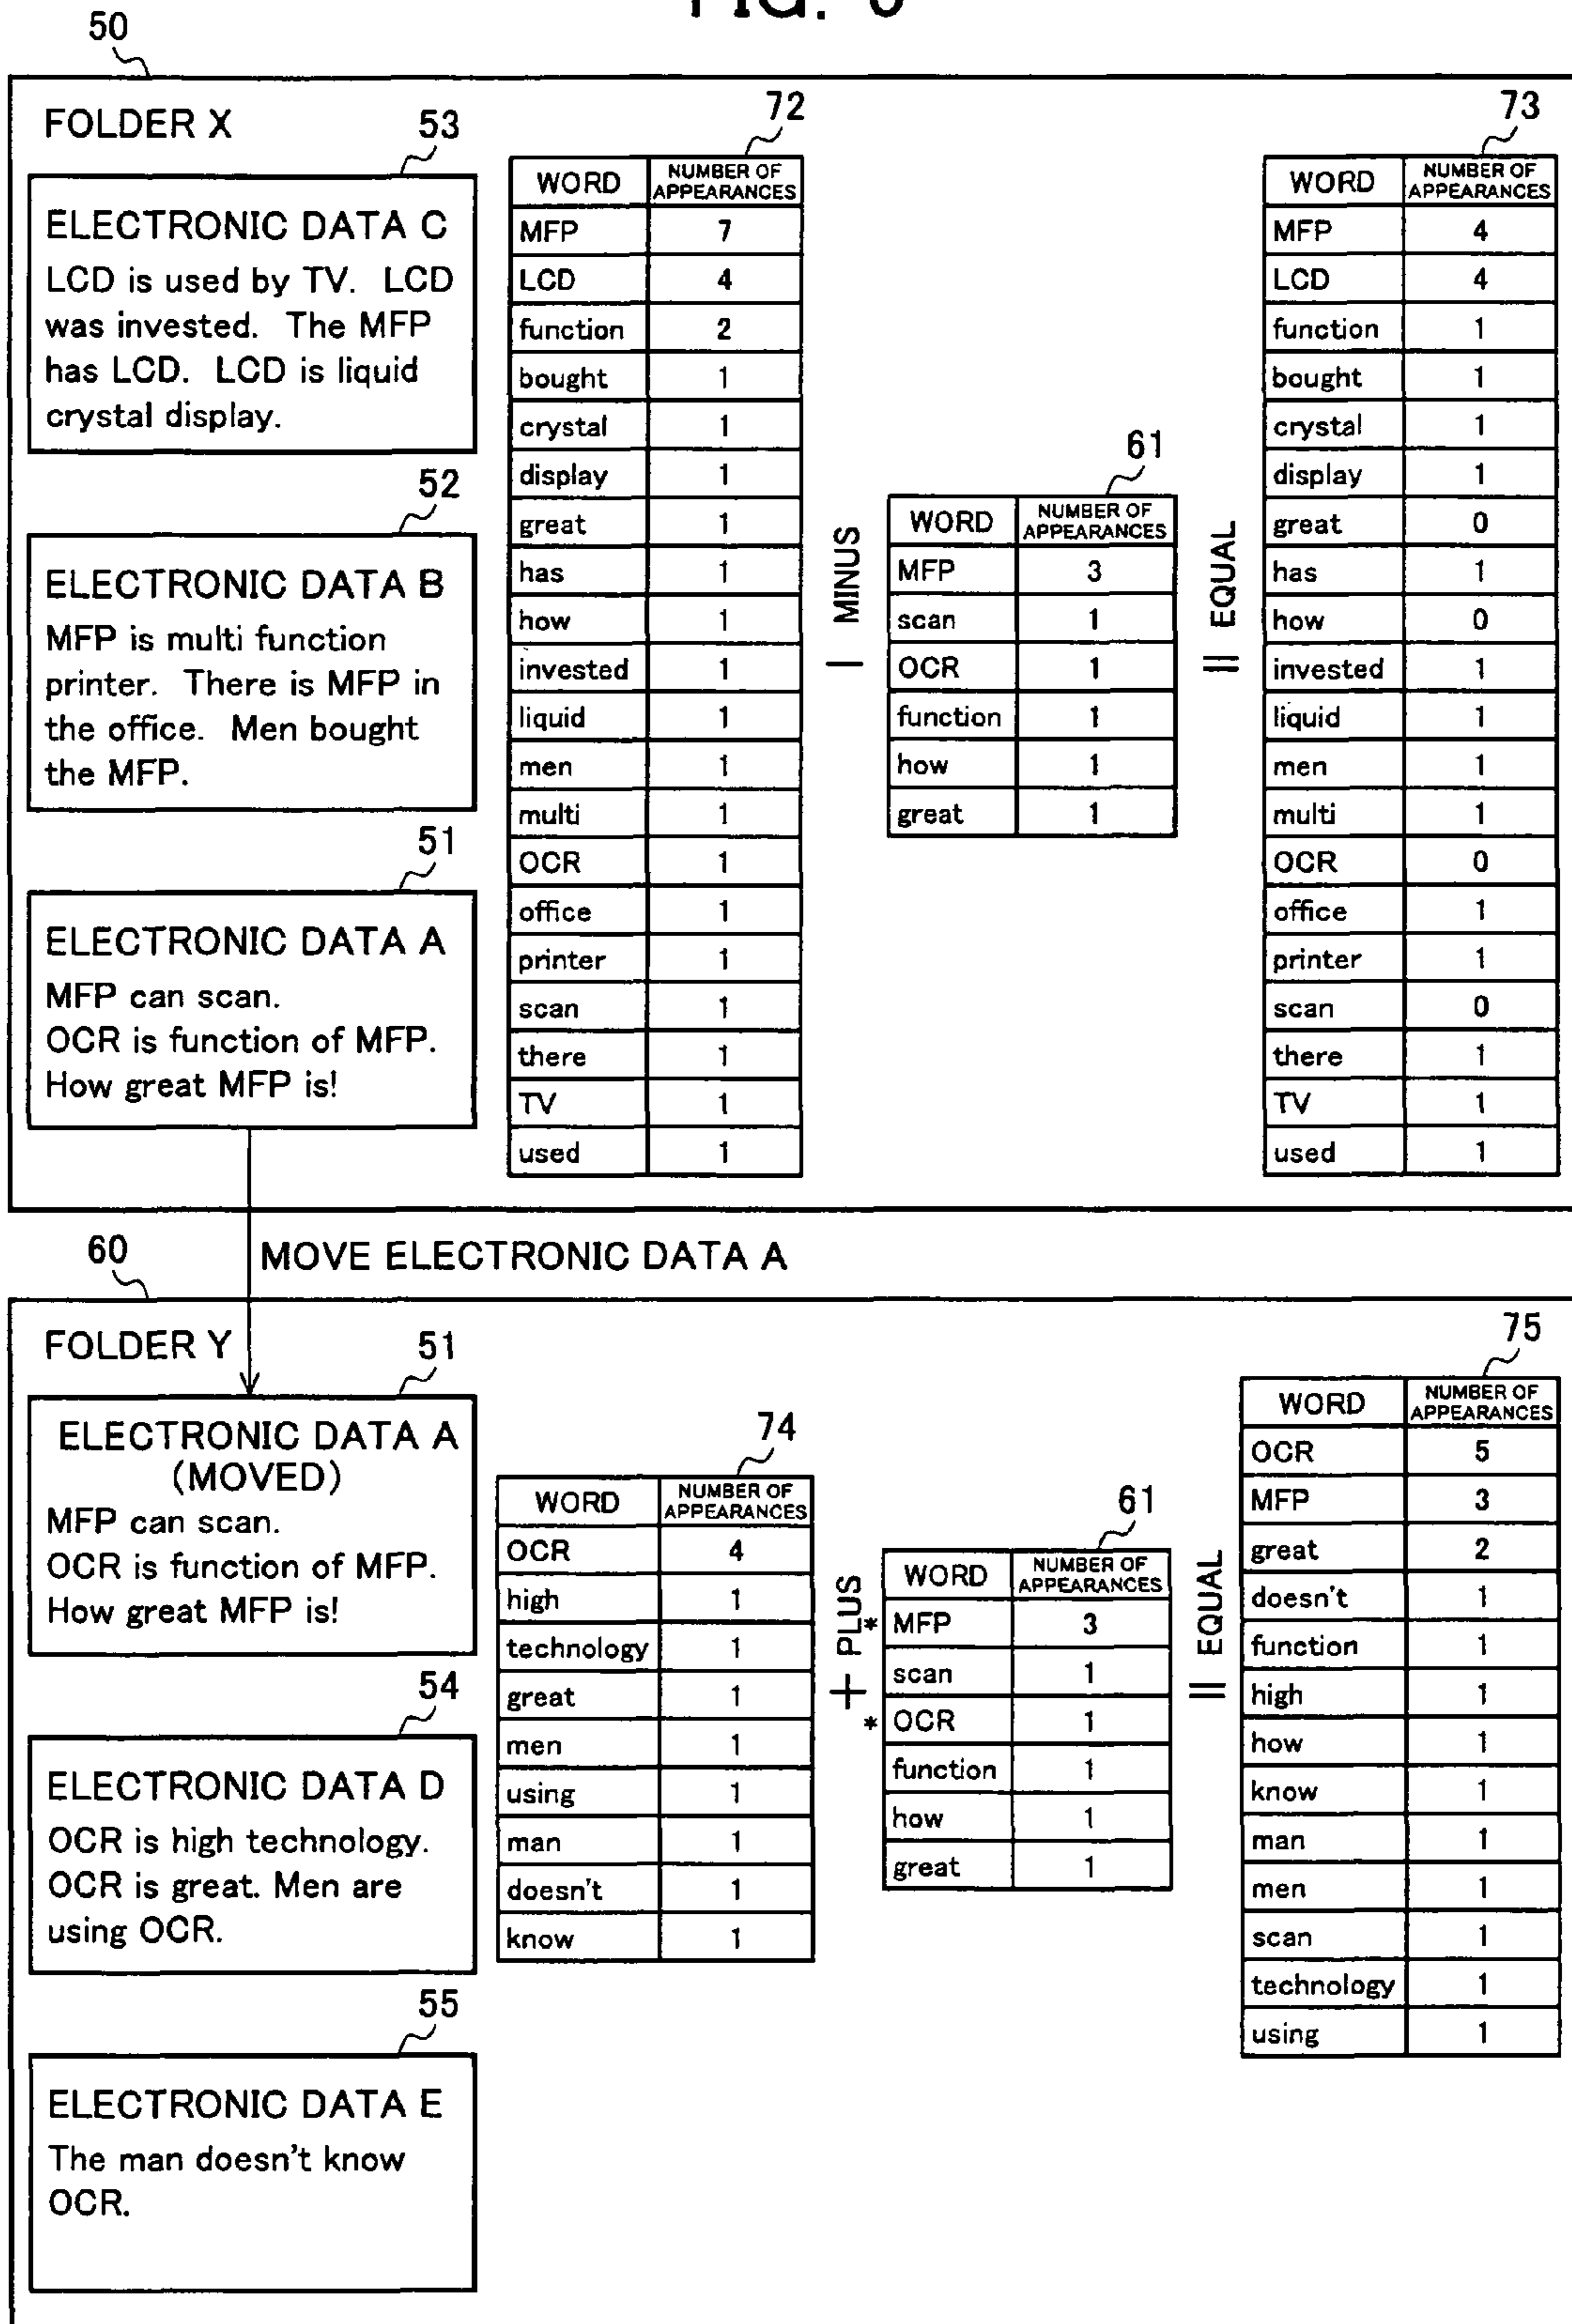 FIG.
50
FOLDER X
53
ELECTRONIC DATA C
LCD is used by TV. LCD
was invested. The MFP
has LCD. LCD is liquid
crystal display.
52
ELECTRONIC DATA B
MFP is multi function
printer. There is MFP in
the office. Men bought
the MFP.
51
ELECTRONIC DATA A
MFP can scan.
OCR is function of MFP.
How great MFP is!
72
WORD NUMBER OF APPEARANCES
MFP 7
LCD 4
function 2
bought 1
crystal 1
display 1
great 1
has 1
how 1
invested 1
liquid 1
men 1
multi 1
OCR 1
office 1
printer 1
scan 1
there 1
TV 1
used 1
— MINUS
61
WORD NUMBER OF APPEARANCES
MFP 3
scan 1
OCR 1
function 1
how 1
great 1
= EQUAL
73
WORD NUMBER OF APPEARANCES
MFP 4
LCD 4
function 1
bought 1
crystal 1
display 1
great 0
has 1
how 0
invested 1
liquid 1
men 1
multi 1
OCR 0
office 1
printer 1
scan 0
there 1
TV 1
used 1
MOVE ELECTRONIC DATA A
60
FOLDER Y
51
ELECTRONIC DATA A
(MOVED)
MFP can scan.
OCR is function of MFP.
How great MFP is!
54
ELECTRONIC DATA D
OCR is high technology.
OCR is great. Men are
using OCR.
55
ELECTRONIC DATA E
The man doesn't know
OCR.
74
WORD NUMBER OF APPEARANCES
OCR 4
high 1
technology 1
great 1
men 1
using 1
man 1
doesn't 1
know 1
+ PLUS
61
WORD NUMBER OF APPEARANCES
* MFP 3
scan 1
* OCR 1
function 1
how 1
great 1
= EQUAL
75
WORD NUMBER OF APPEARANCES
OCR 5
MFP 3
great 2
doesn't 1
function 1
high 1
how 1
know 1
man 1
men 1
scan 1
technology 1
using 1